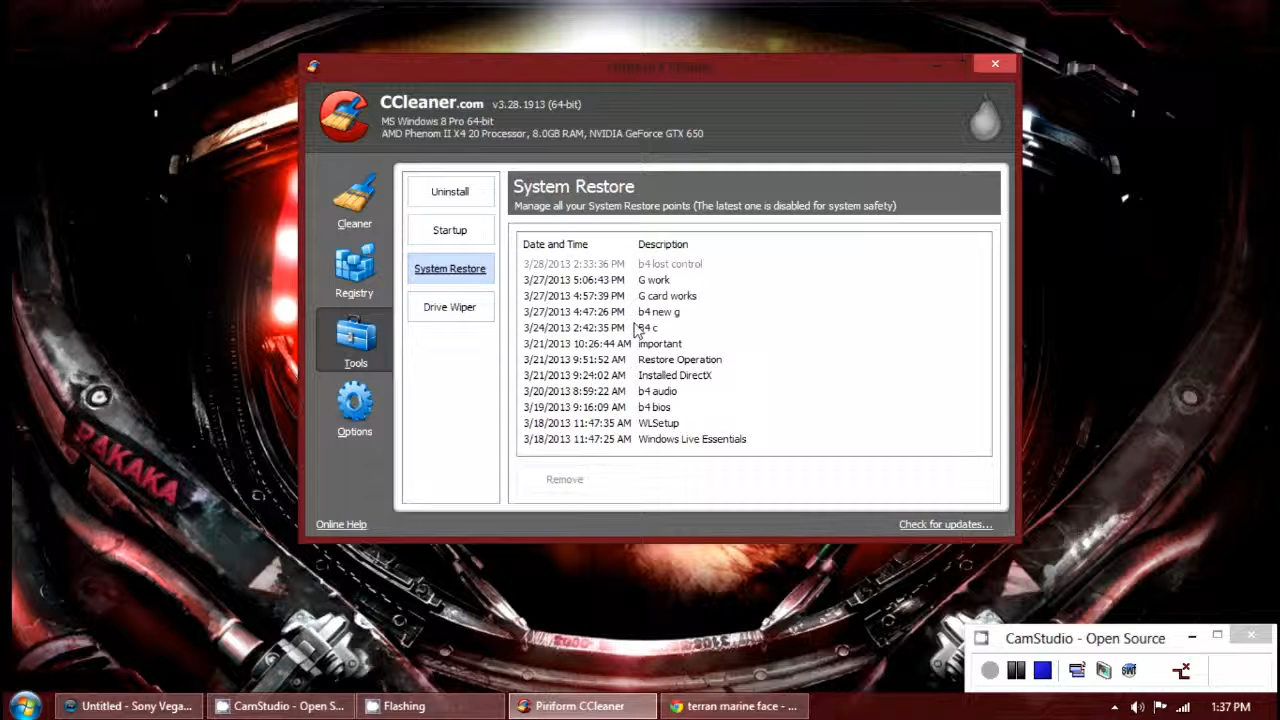 CCleaner.com v3.28.1913 (64-bit)
MS Windows 8 Pro 64-bit
AMD Phenom II X4 20 Processor, 8.0GB RAM, NVIDIA GeForce GTX 650
Cleaner
Registry
Tools
Options
Uninstall
Startup
System Restore
Drive Wiper
System Restore
Manage all your System Restore points (The latest one is disabled for system safety)
Date and Time Description
3/28/2013 2:33:36 PM b4 lost control
3/27/2013 5:06:43 PM G work
3/27/2013 4:57:39 PM G card works
3/27/2013 4:47:26 PM b4 new g
3/24/2013 2:42:35 PM B4 c
3/21/2013 10:26:44 AM important
3/21/2013 9:51:52 AM Restore Operation
3/21/2013 9:24:02 AM Installed DirectX
3/20/2013 8:59:22 AM b4 audio
3/19/2013 9:16:09 AM b4 bios
3/18/2013 11:47:35 AM WLSetup
3/18/2013 11:47:25 AM Windows Live Essentials
Remove
Online Help
Check for updates...
RAKAKA
CamStudio - Open Source
SWF
Untitled - Sony Vega...
CamStudio - Open S...
Flashing
Piriform CCleaner
terran marine face - ...
1:37 PM